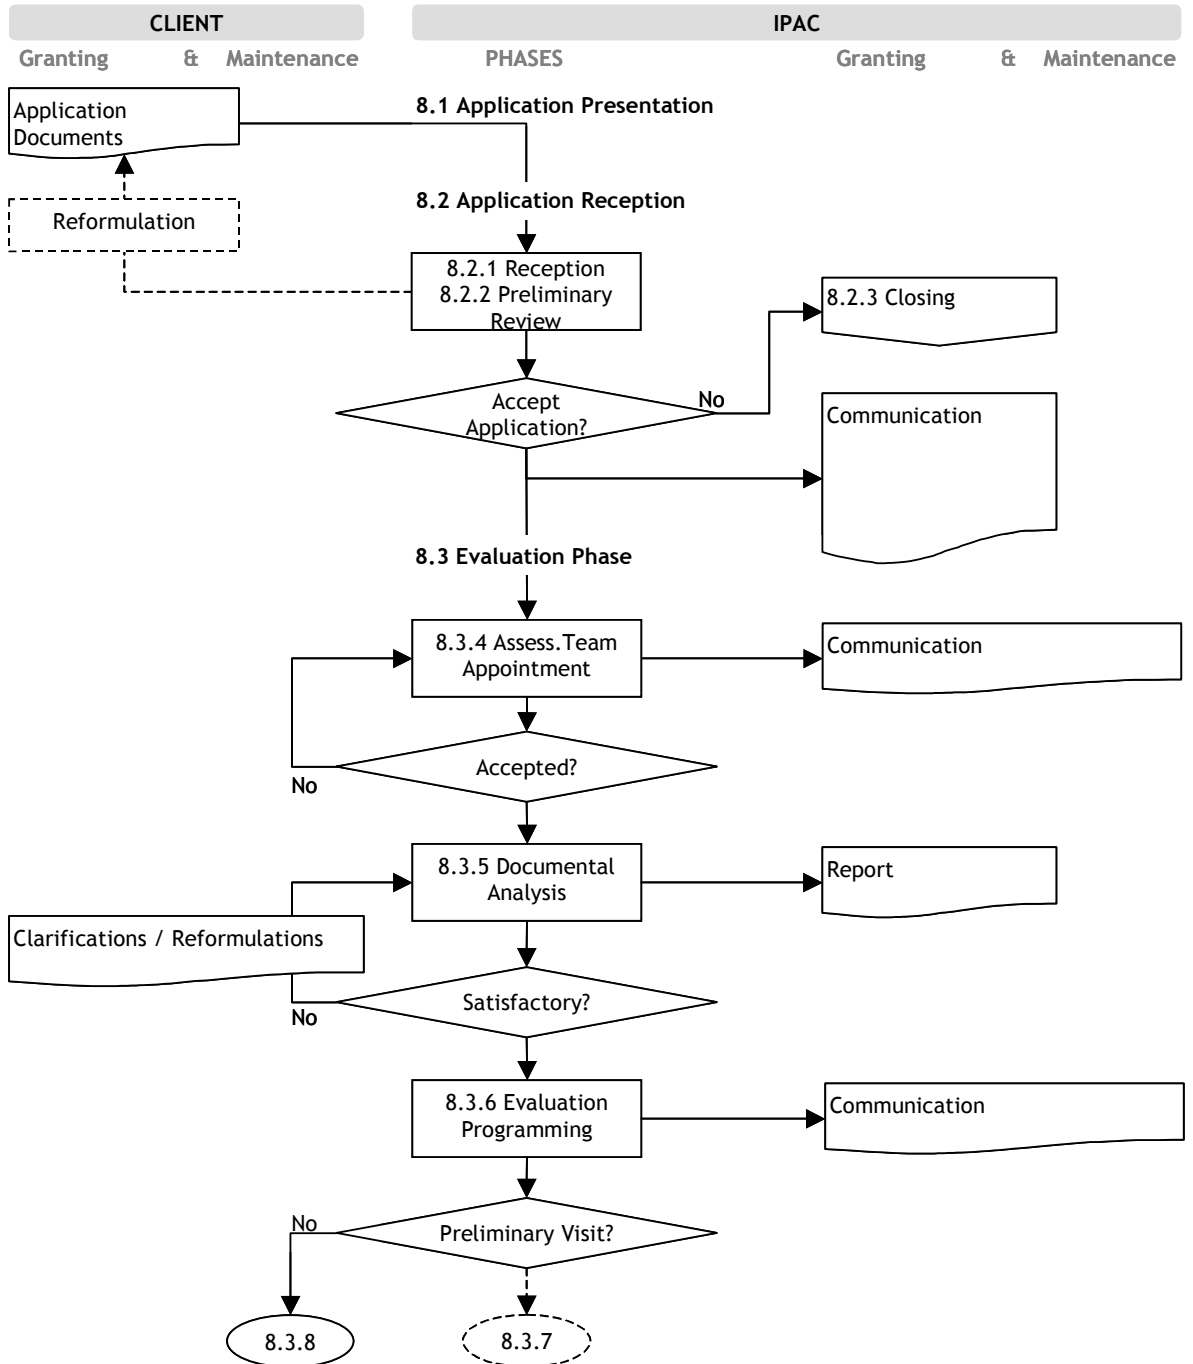 CLIENT
IPAC
Granting & Maintenance
PHASES
Granting & Maintenance
Application
Documents
8.1 Application Presentation
Reformulation
8.2 Application Reception
8.2.1 Reception
8.2.2 Preliminary
Review
8.2.3 Closing
Accept
Application?
No
Communication
8.3 Evaluation Phase
8.3.4 Assess.Team
Appointment
Communication
Accepted?
No
8.3.5 Documental
Analysis
Report
Clarifications / Reformulations
Satisfactory?
No
8.3.6 Evaluation
Programming
Communication
No
Preliminary Visit?
8.3.8
8.3.7